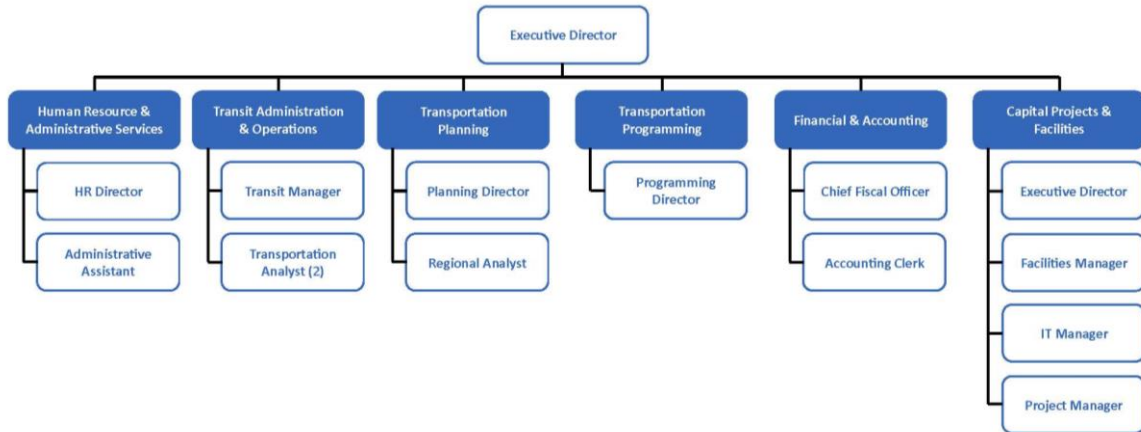 Executive Director
Human Resource &
Administrative Services
HR Director
Administrative
Assistant
Transit Administration
& Operations
Transit Manager
Transportation
Analyst (2)
Transportation
Planning
Planning Director
Regional Analyst
Transportation
Programming
Programming
Director
Financial & Accounting
Chief Fiscal Officer
Accounting Clerk
Capital Projects &
Facilities
Executive Director
Facilities Manager
IT Manager
Project Manager